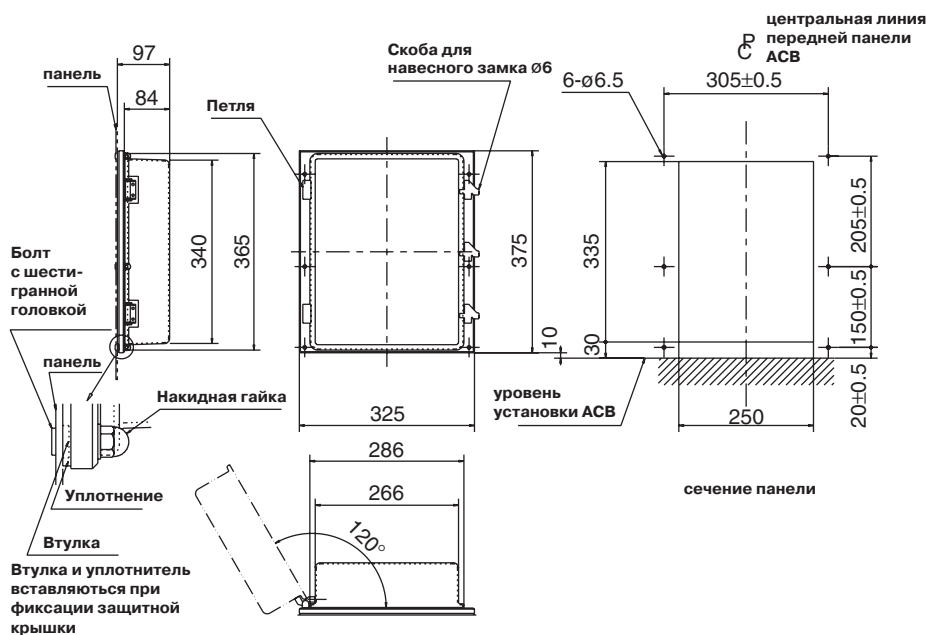 97
панель
84
340
365
Болт
с шести-
гранной
головкой
панель
Накидная гайка
Уплотнение
Втулка
Втулка и уплотнитель
вставляються при
фиксации защитной
крышки
Петля
Скоба для
навесного замка Ø6
375
10
325
286
266
120°
центральная линия
передней панели
АСВ
6-ø6.5
305±0.5
335
30
205±0.5
150±0.5
20±0.5
250
уровень
установки АСВ
сечение панели